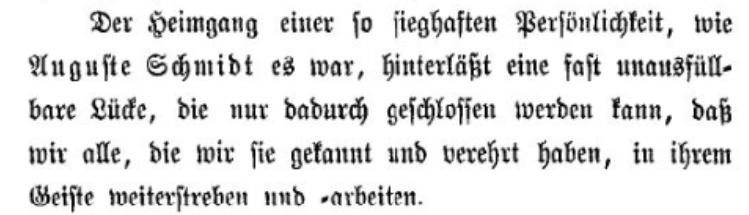 Der Heimgang einer so sieghaften Persönlichkeit, wie
Auguste Schmidt es war, hinterläßt eine fast unausfüll-
bare Lücke, die nur dadurch geschlossen werden kann, daß
wir alle, die wir sie gekannt und verehrt haben, in ihrem
Geiste weiterstreben und -arbeiten.